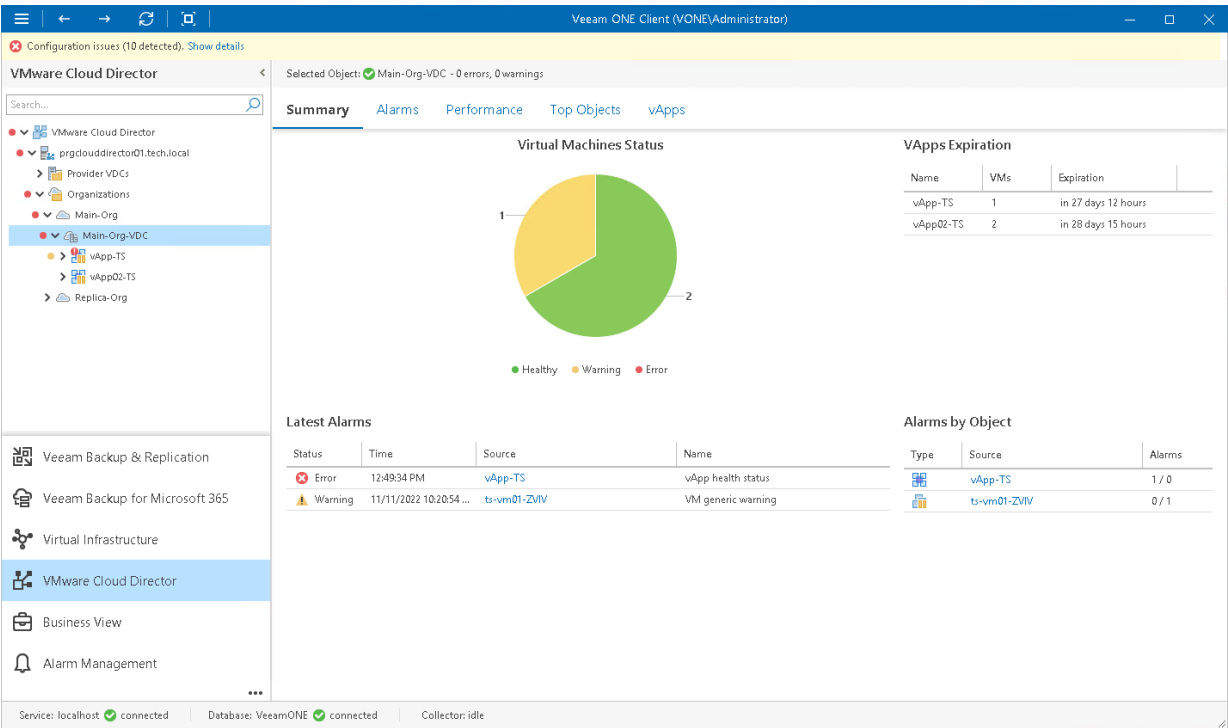 Veeam ONE Client (VONE\Administrator)
Configuration issues (10 detected). Show details
VMware Cloud Director
Search...
VMware Cloud Director
prgclouddirector01.tech.local
Provider VDCs
Organizations
Main-Org
Main-Org-VDC
vApp-TS
vApp02-TS
Replica-Org
Veeam Backup & Replication
Veeam Backup for Microsoft 365
Virtual Infrastructure
VMware Cloud Director
Business View
Alarm Management
Selected Object: Main-Org-VDC - 0 errors, 0 warnings
Summary Alarms Performance Top Objects vApps
Virtual Machines Status
1
2
Healthy Warning Error
VApps Expiration
Name VMs Expiration
vApp-TS 1 in 27 days 12 hours
vApp02-TS 2 in 28 days 15 hours
Latest Alarms
Status Time Source Name
Error 12:49:34 PM vApp-TS vApp health status
Warning 11/11/2022 10:20:54 ... ts-vm01-ZVIV VM generic warning
Alarms by Object
Type Source Alarms
vApp-TS 1 / 0
ts-vm01-ZVIV 0 / 1
Service: localhost connected Database: VeeamONE connected Collector: idle